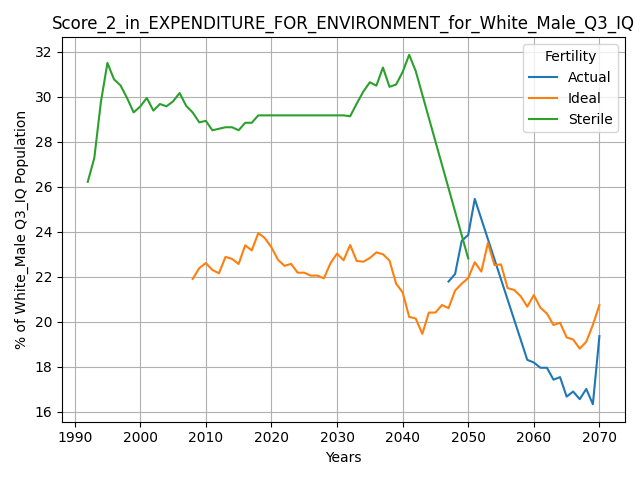 Score_2_in_EXPENDITURE_FOR_ENVIRONMENT_for_White_Male_Q3_IQ
% of White_Male Q3_IQ Population
32
30
28
26
24
22
20
18
16
Fertility
Actual
Ideal
Sterile
1990 2000 2010 2020 2030 2040 2050 2060 2070
Years